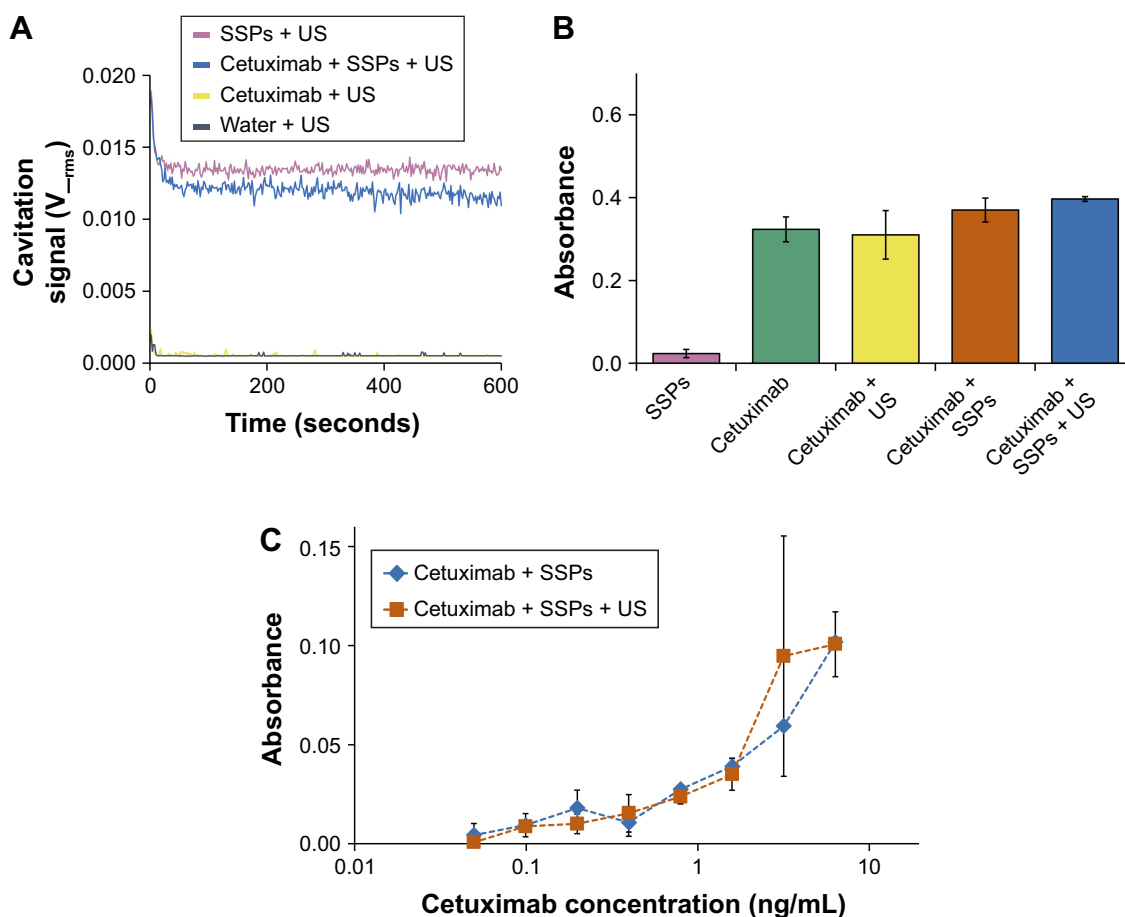 A
SSPs + US
Cetuximab + SSPs + US
Cetuximab + US
Water + US
Cavitation
signal (V_rms)
0.020
0.015
0.010
0.005
0.000
0
200
400
600
Time (seconds)
B
Absorbance
0.6
0.4
0.2
0.0
SSPs
Cetuximab
Cetuximab +
US
Cetuximab +
SSPs
Cetuximab +
SSPs + US
C
Cetuximab + SSPs
Cetuximab + SSPs + US
Absorbance
0.15
0.10
0.05
0.00
0.01
0.1
1
10
Cetuximab concentration (ng/mL)